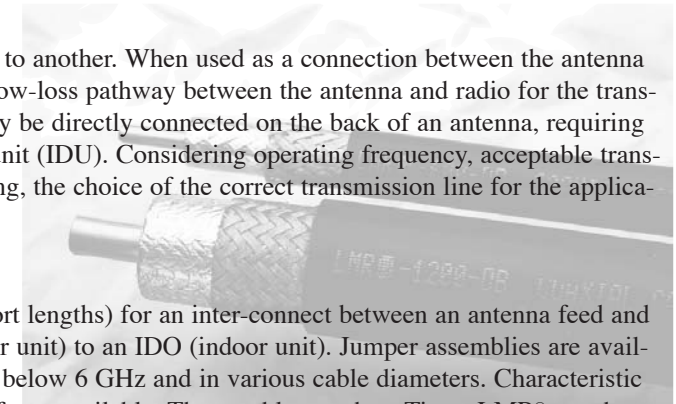 to another. When used as a connection between the antenna
ow-loss pathway between the antenna and radio for the trans-
y be directly connected on the back of an antenna, requiring
nit (IDU). Considering operating frequency, acceptable trans-
ng, the choice of the correct transmission line for the applica-
LMR®-1200-DB COAXIAL
ort lengths) for an inter-connect between an antenna feed and
r unit) to an IDO (indoor unit). Jumper assemblies are avail-
below 6 GHz and in various cable diameters. Characteristic